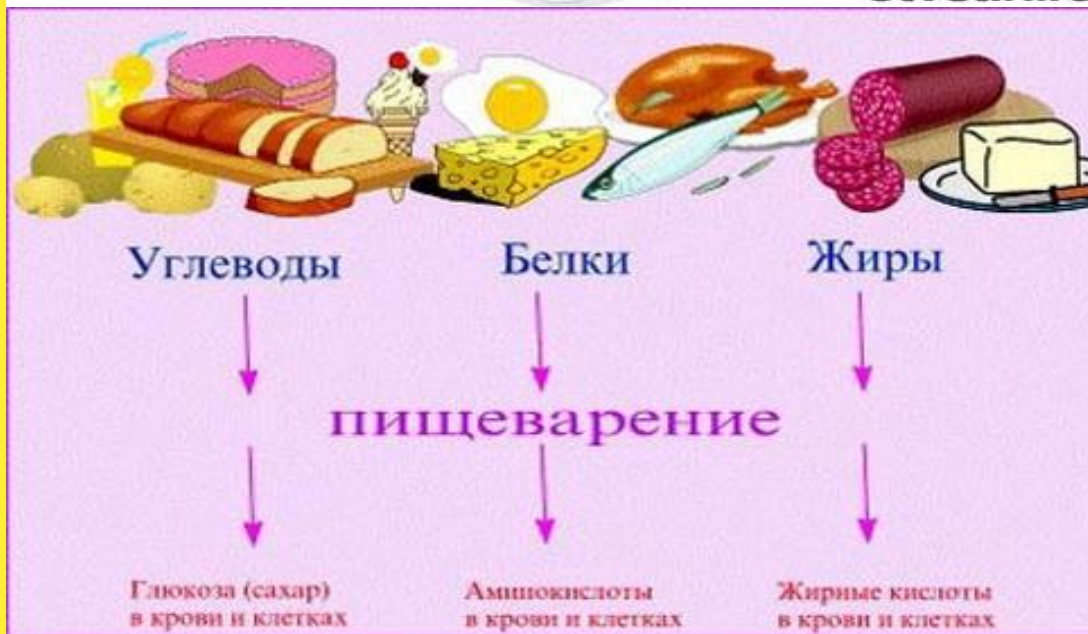 Углеводы Белки Жиры
пищеварение
Глюкоза (сахар) Аминокислоты Жирные кислоты
в крови и клетках в крови и клетках в крови и клетках